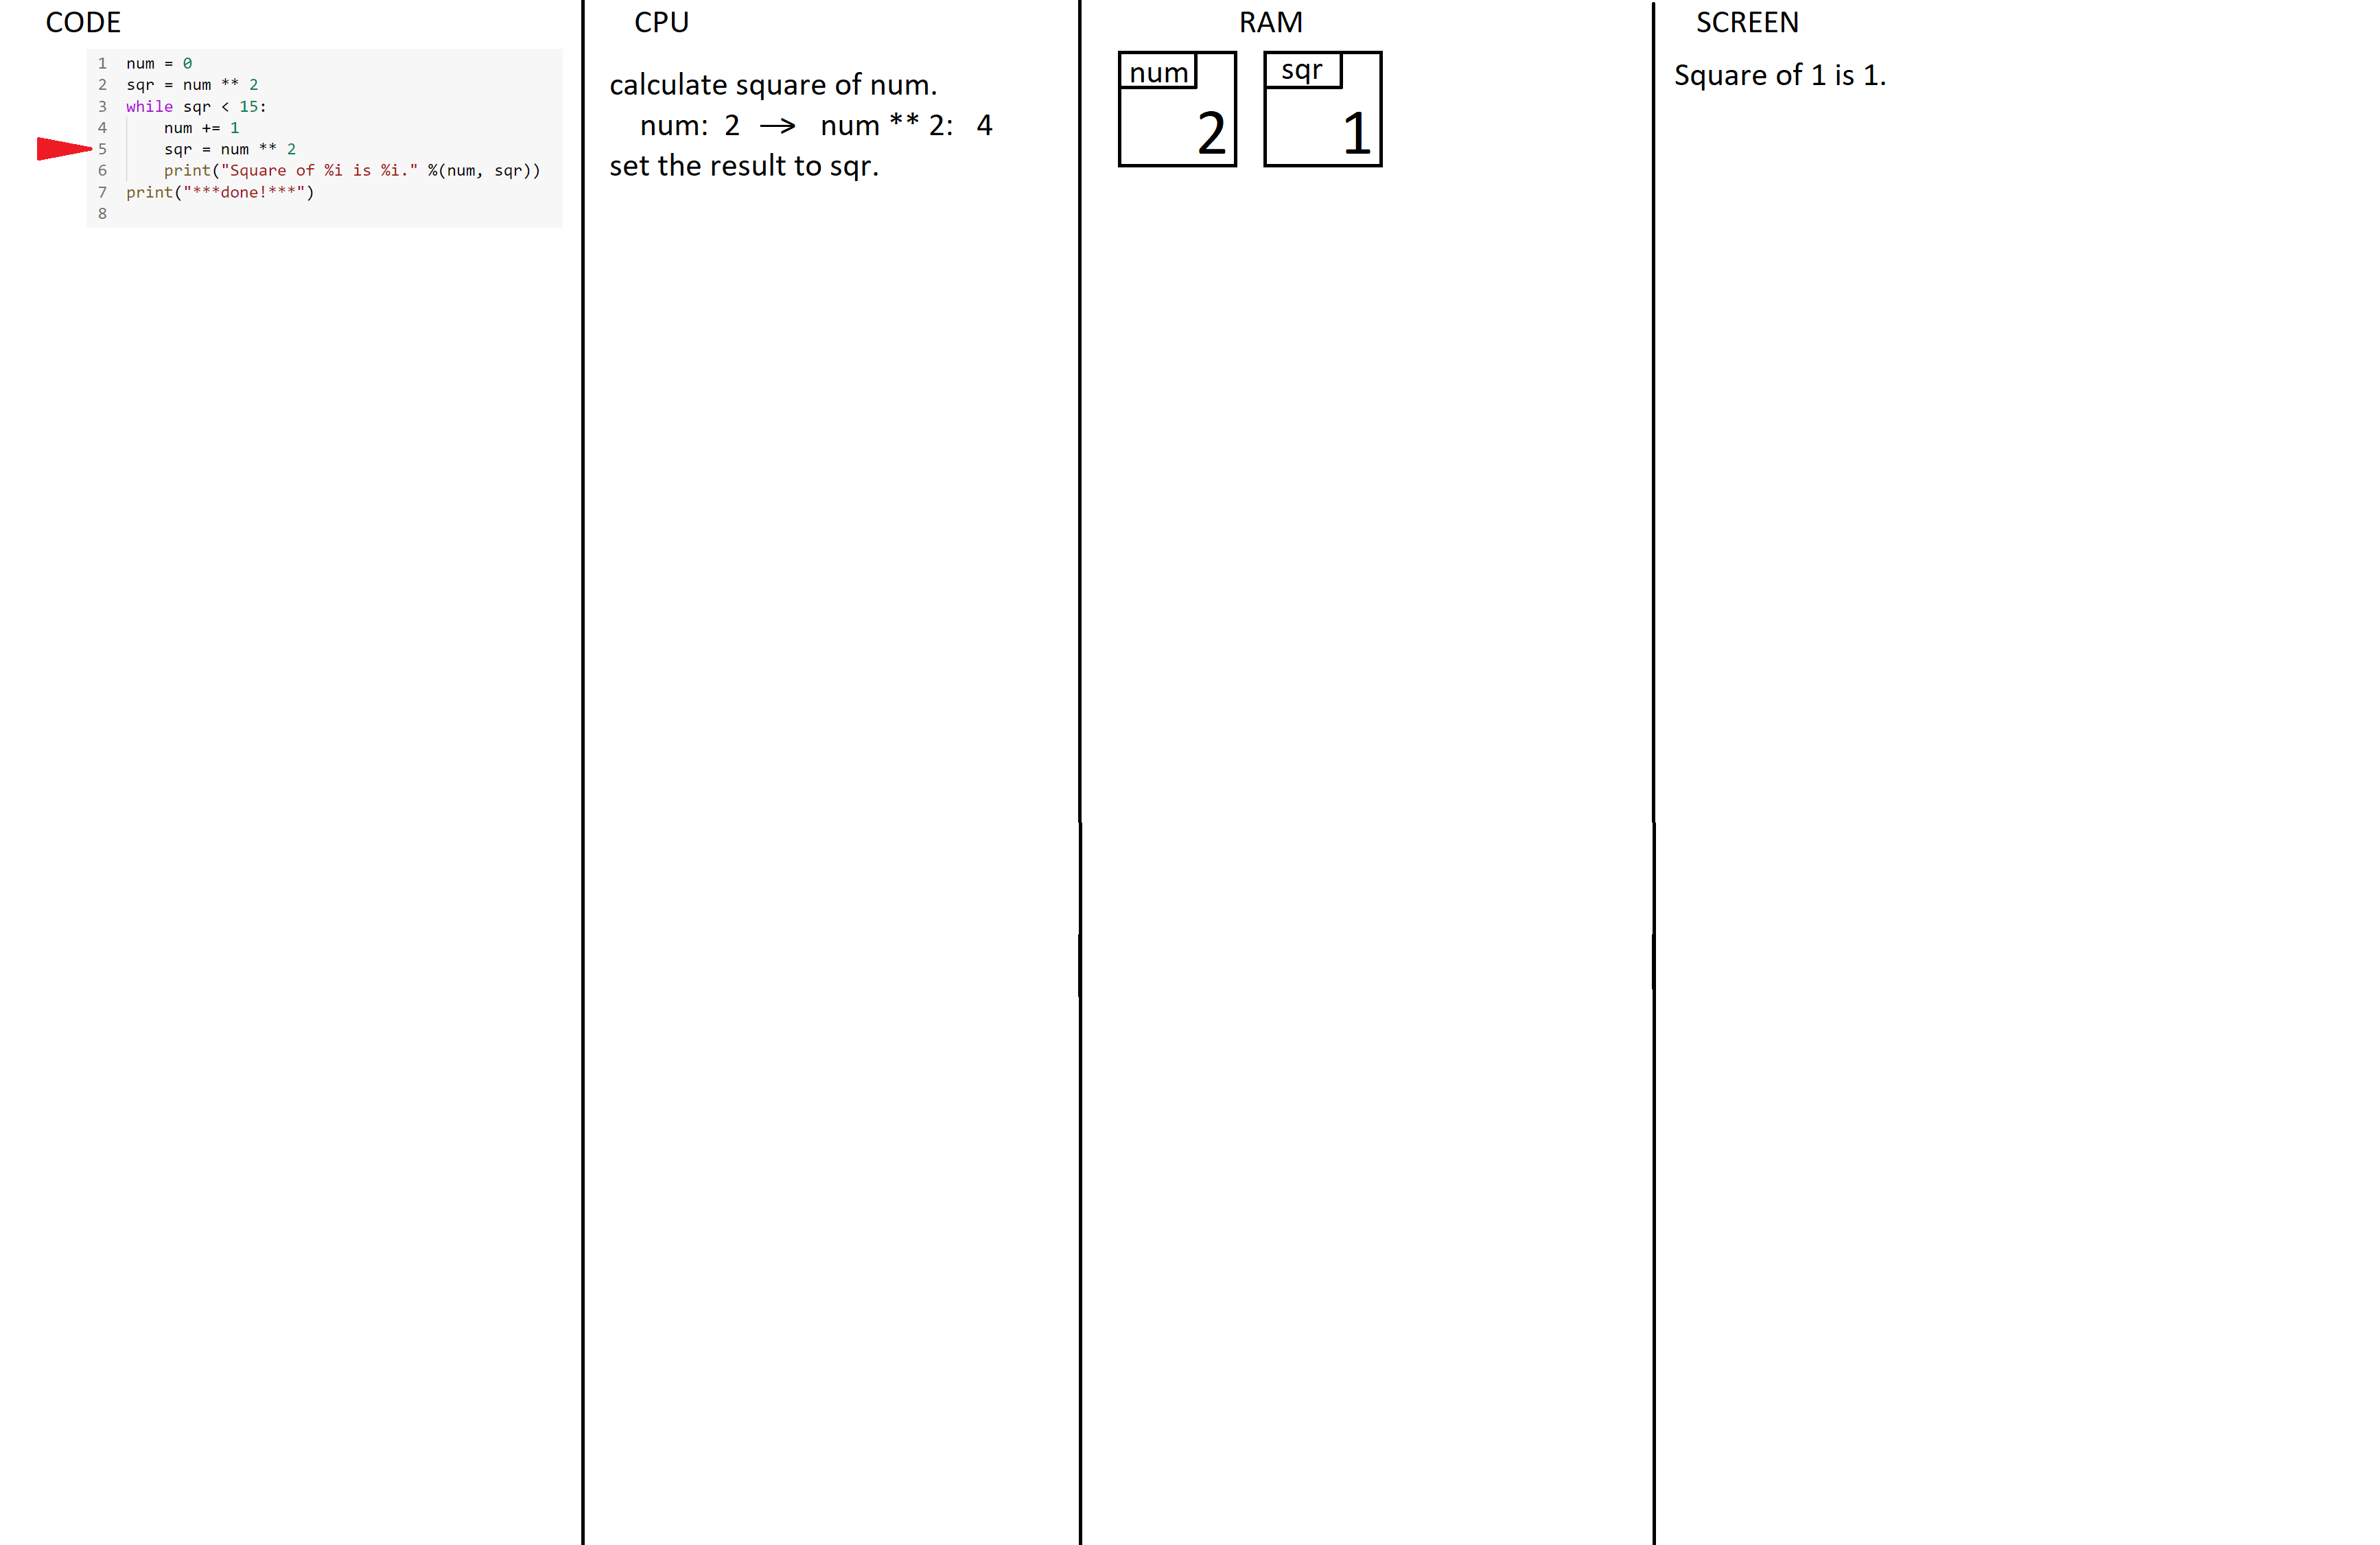 CODE
1 num = 0
2 sqr = num ** 2
3 while sqr < 15:
4     num += 1
5     sqr = num ** 2
6     print("Square of %i is %i." %(num, sqr))
7 print("***done!***")
8
CPU
calculate square of num.
num: 2 → num ** 2: 4
set the result to sqr.
RAM
num
2
sqr
1
SCREEN
Square of 1 is 1.